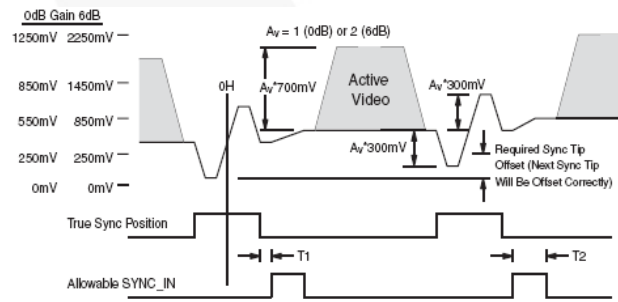 0dB Gain 6dB
1250mV 2250mV
850mV 1450mV
550mV 850mV
250mV 250mV
0mV 0mV
AV = 1 (0dB) or 2 (6dB)
0H
AV*700mV
Active
Video
AV*300mV
AV*300mV
Required Sync Tip
Offset (Next Sync Tip
Will Be Offset Correctly)
True Sync Position
T1
T2
Allowable SYNC_IN